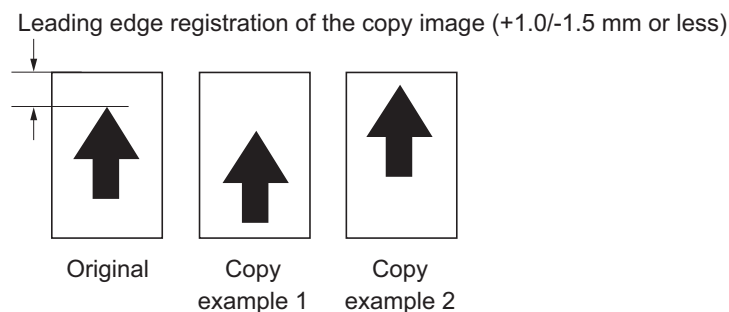 Leading edge registration of the copy image (+1.0/-1.5 mm or less)
Original
Copy
example 1
Copy
example 2